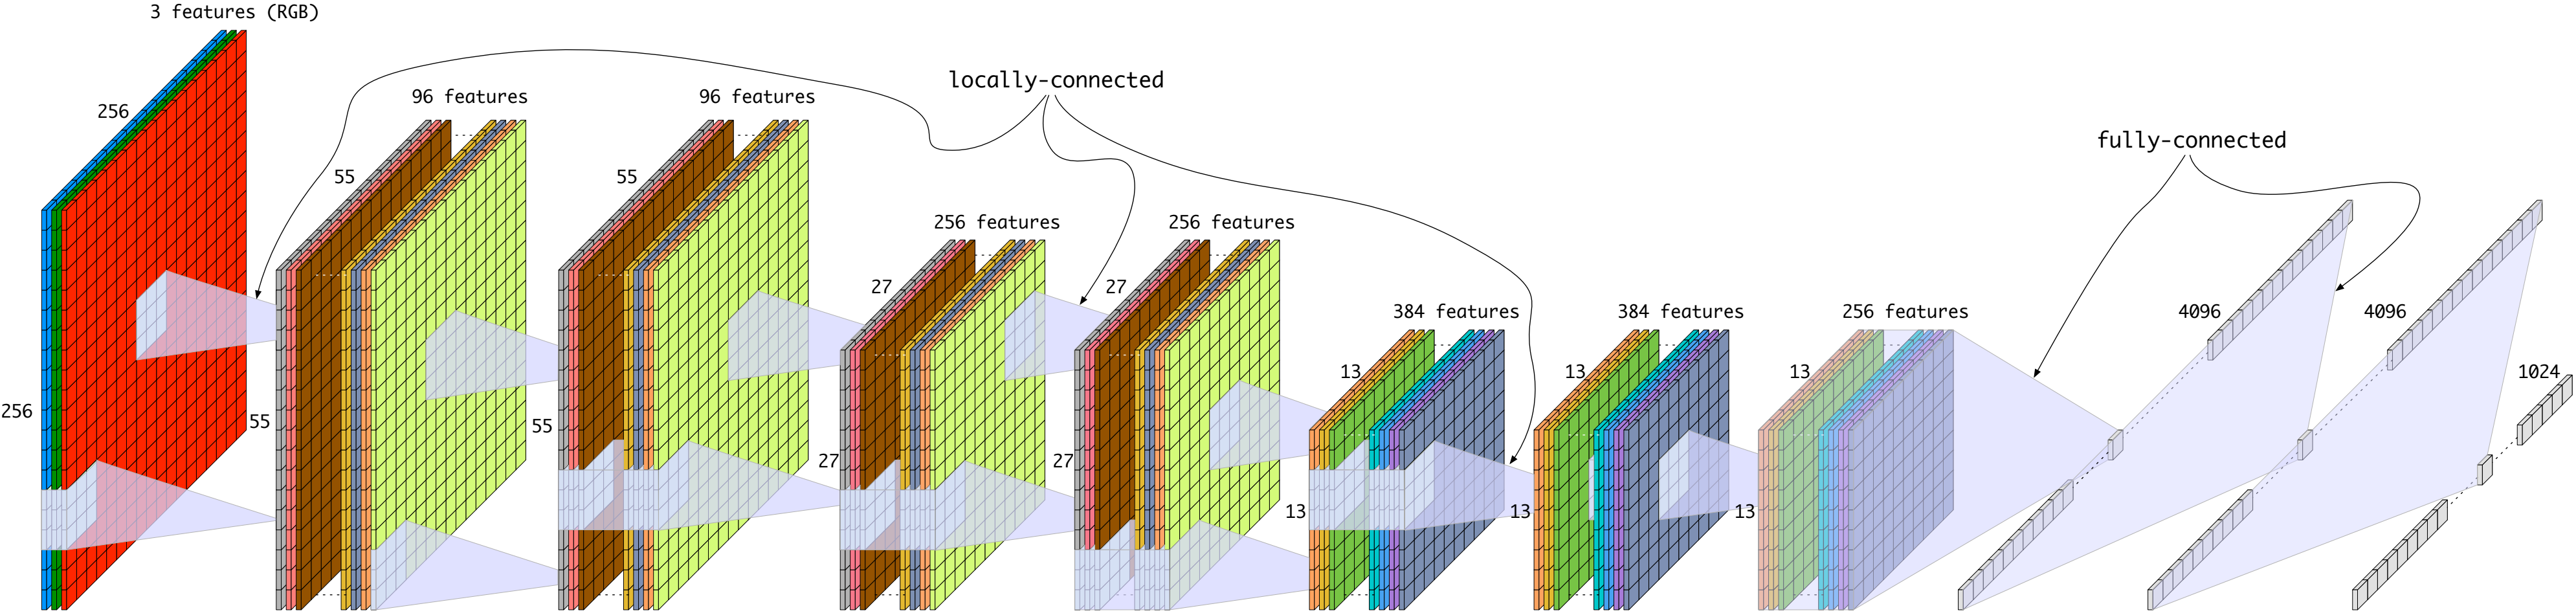 3 features (RGB)
256
256
96 features
55
55
96 features
55
55
locally-connected
256 features
27
27
256 features
27
27
384 features
13
13
384 features
13
13
256 features
13
13
fully-connected
4096
4096
1024